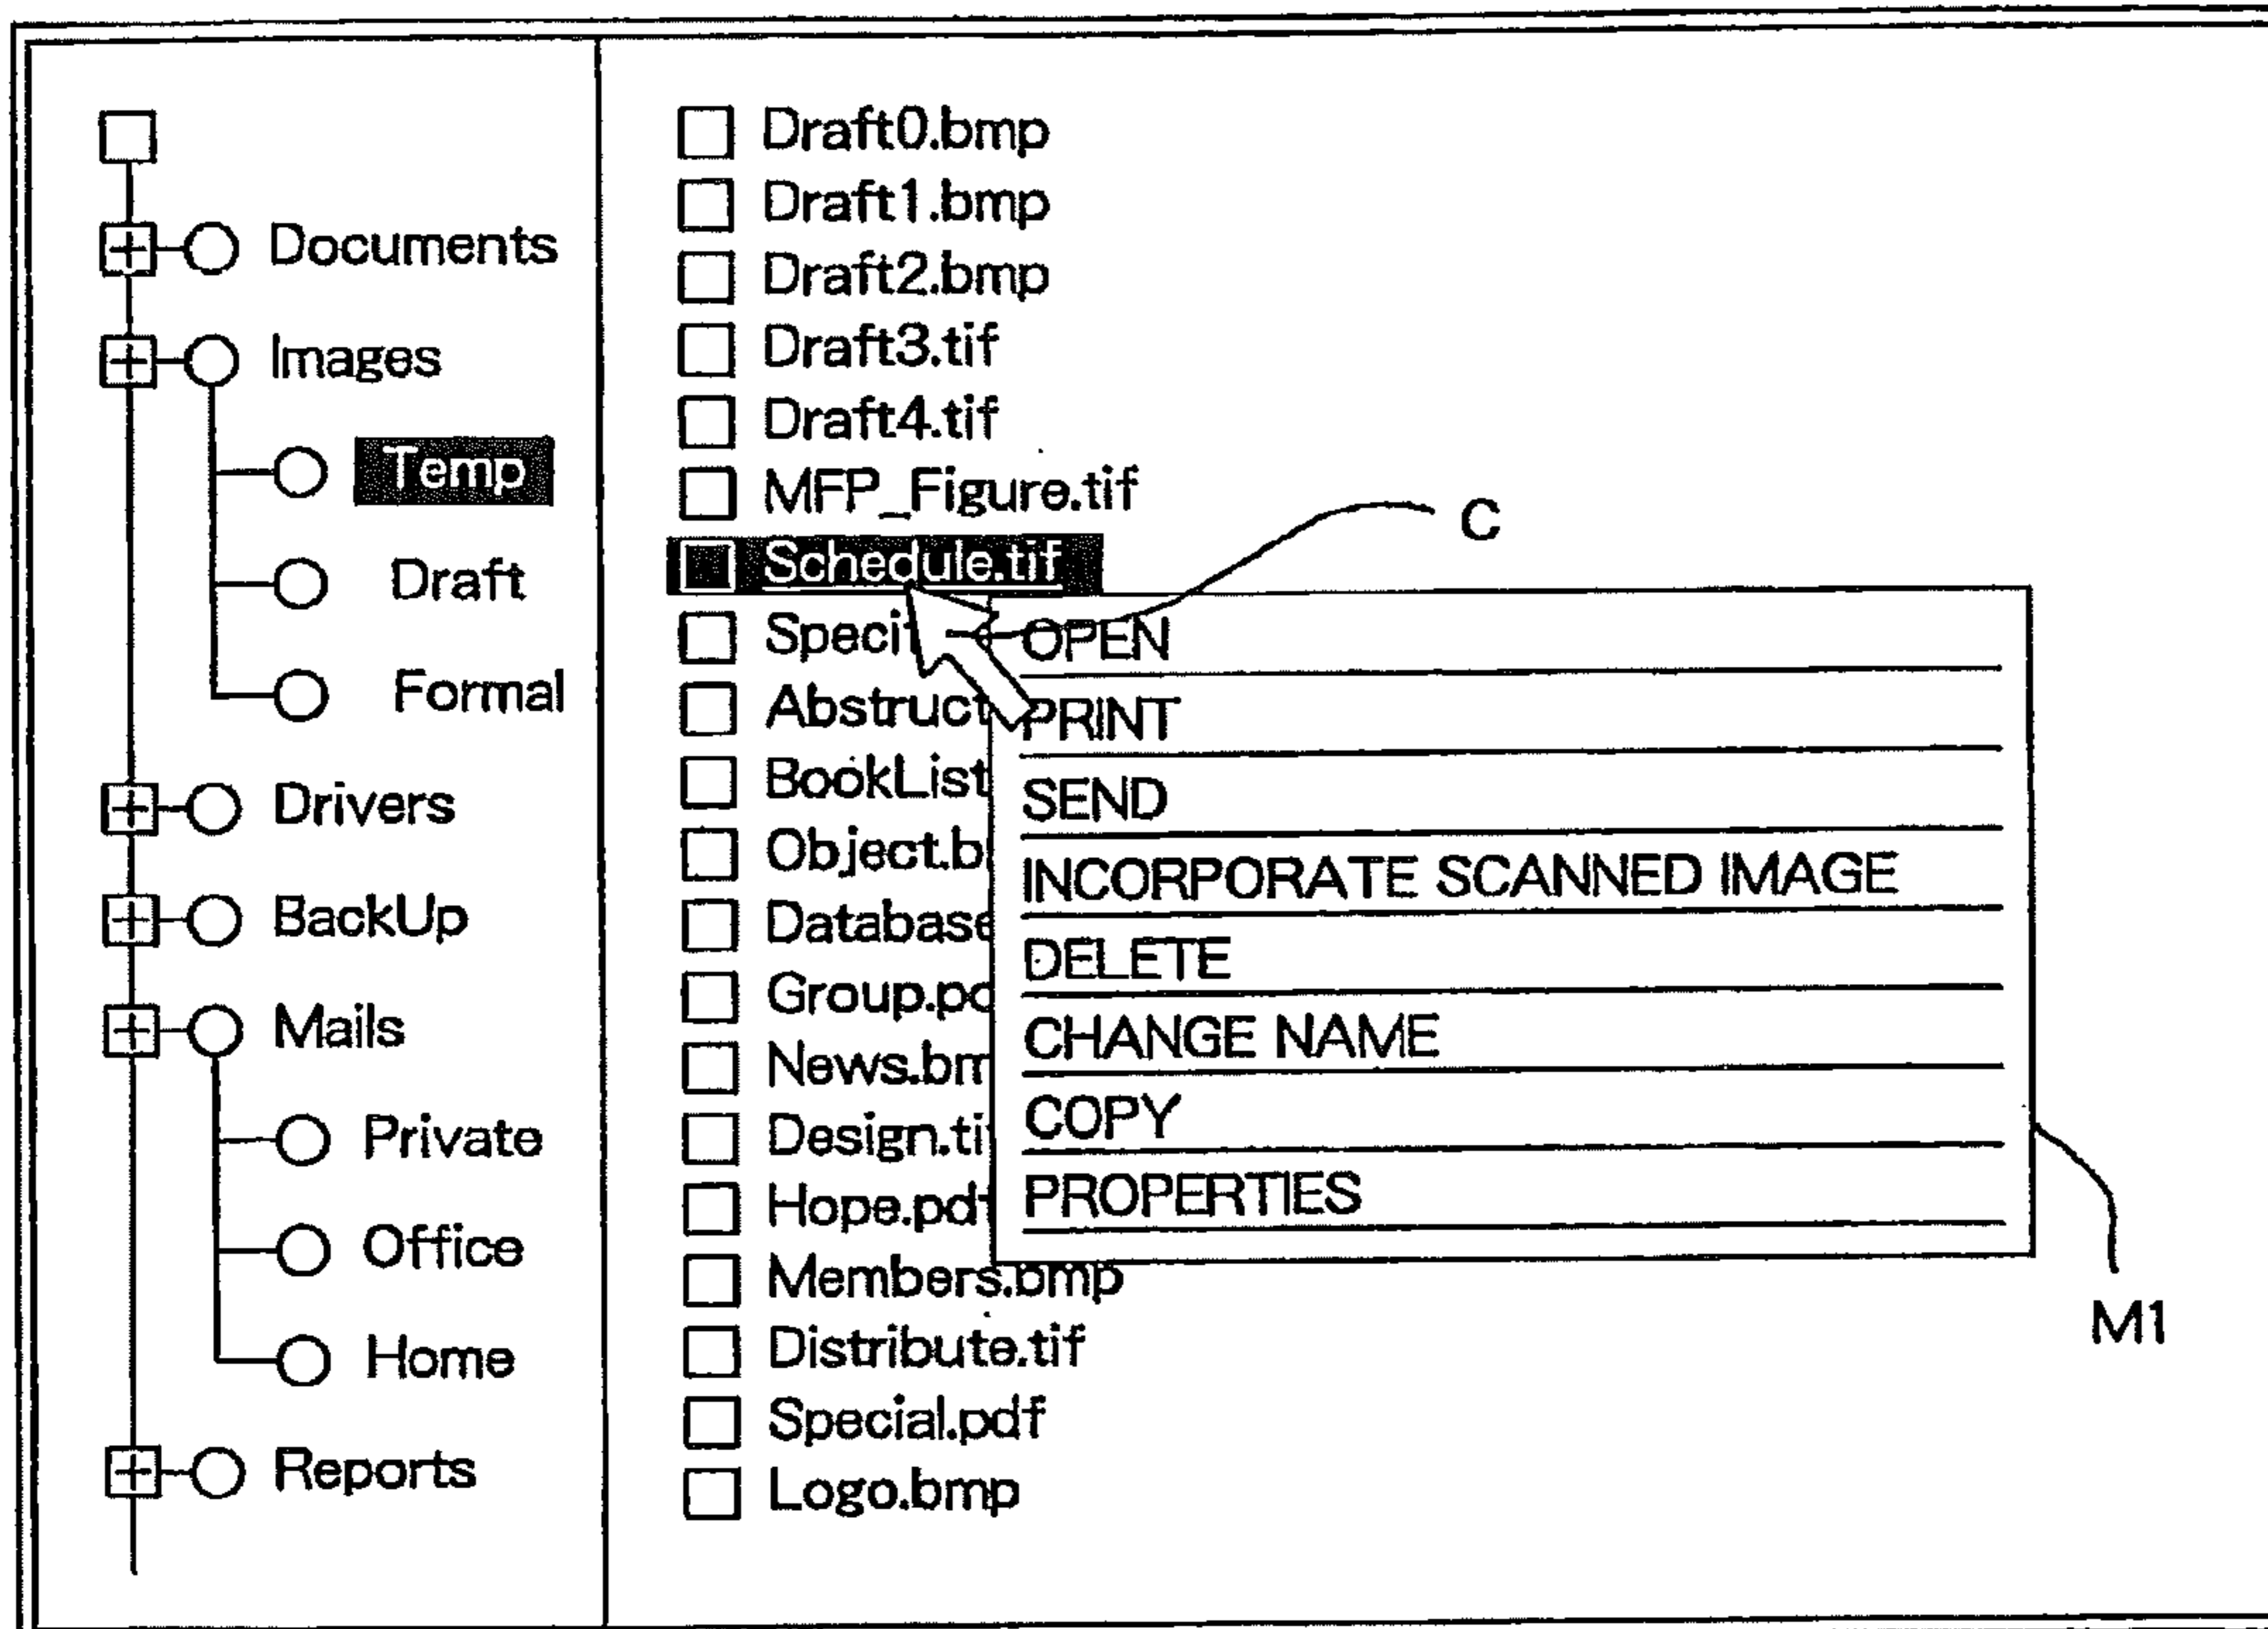 Documents
Images
Temp
Draft
Formal
Drivers
BackUp
Mails
Private
Office
Home
Reports
Draft0.bmp
Draft1.bmp
Draft2.bmp
Draft3.tif
Draft4.tif
MFP_Figure.tif
Schedule.tif
Abstruct
BookList
Object.b
Database
Group.pd
News.bm
Design.tif
Hope.pdf
Members.bmp
Distribute.tif
Special.pdf
Logo.bmp
C
OPEN
PRINT
SEND
INCORPORATE SCANNED IMAGE
DELETE
CHANGE NAME
COPY
PROPERTIES
M1